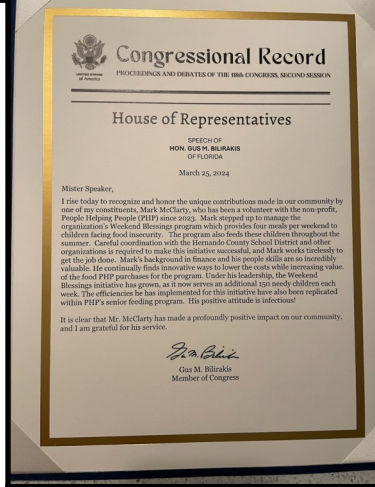 Congressional Record
UNITED STATES
of America
PROCEEDINGS AND DEBATES OF THE 118th CONGRESS, SECOND SESSION
House of Representatives
SPEECH OF
HON. GUS M. BILIRAKIS
OF FLORIDA
March 25, 2024
Mister Speaker,
I rise today to recognize and honor the unique contributions made in our community by
one of my constituents, Mark McClarty, who has been a volunteer with the non-profit,
People Helping People (PHP) since 2023. Mark stepped up to manage the
organization's Weekend Blessings program which provides four meals per weekend to
children facing food insecurity. The program also feeds these children throughout the
summer. Careful coordination with the Hernando County School District and other
organizations is required to make this initiative successful, and Mark works tirelessly to
get the job done. Mark's background in finance and his people skills are so incredibly
valuable. He continually finds innovative ways to lower the costs while increasing value
of the food PHP purchases for the program. Under his leadership, the Weekend
Blessings initiative has grown, as it now serves an additional 150 needy children each
week. The efficiencies he has implemented for this initiative have also been replicated
within PHP's senior feeding program. His positive attitude is infectious!
It is clear that Mr. McClarty has made a profoundly positive impact on our community,
and I am grateful for his service.
Gus M. Bilirakis
Gus M. Bilirakis
Member of Congress